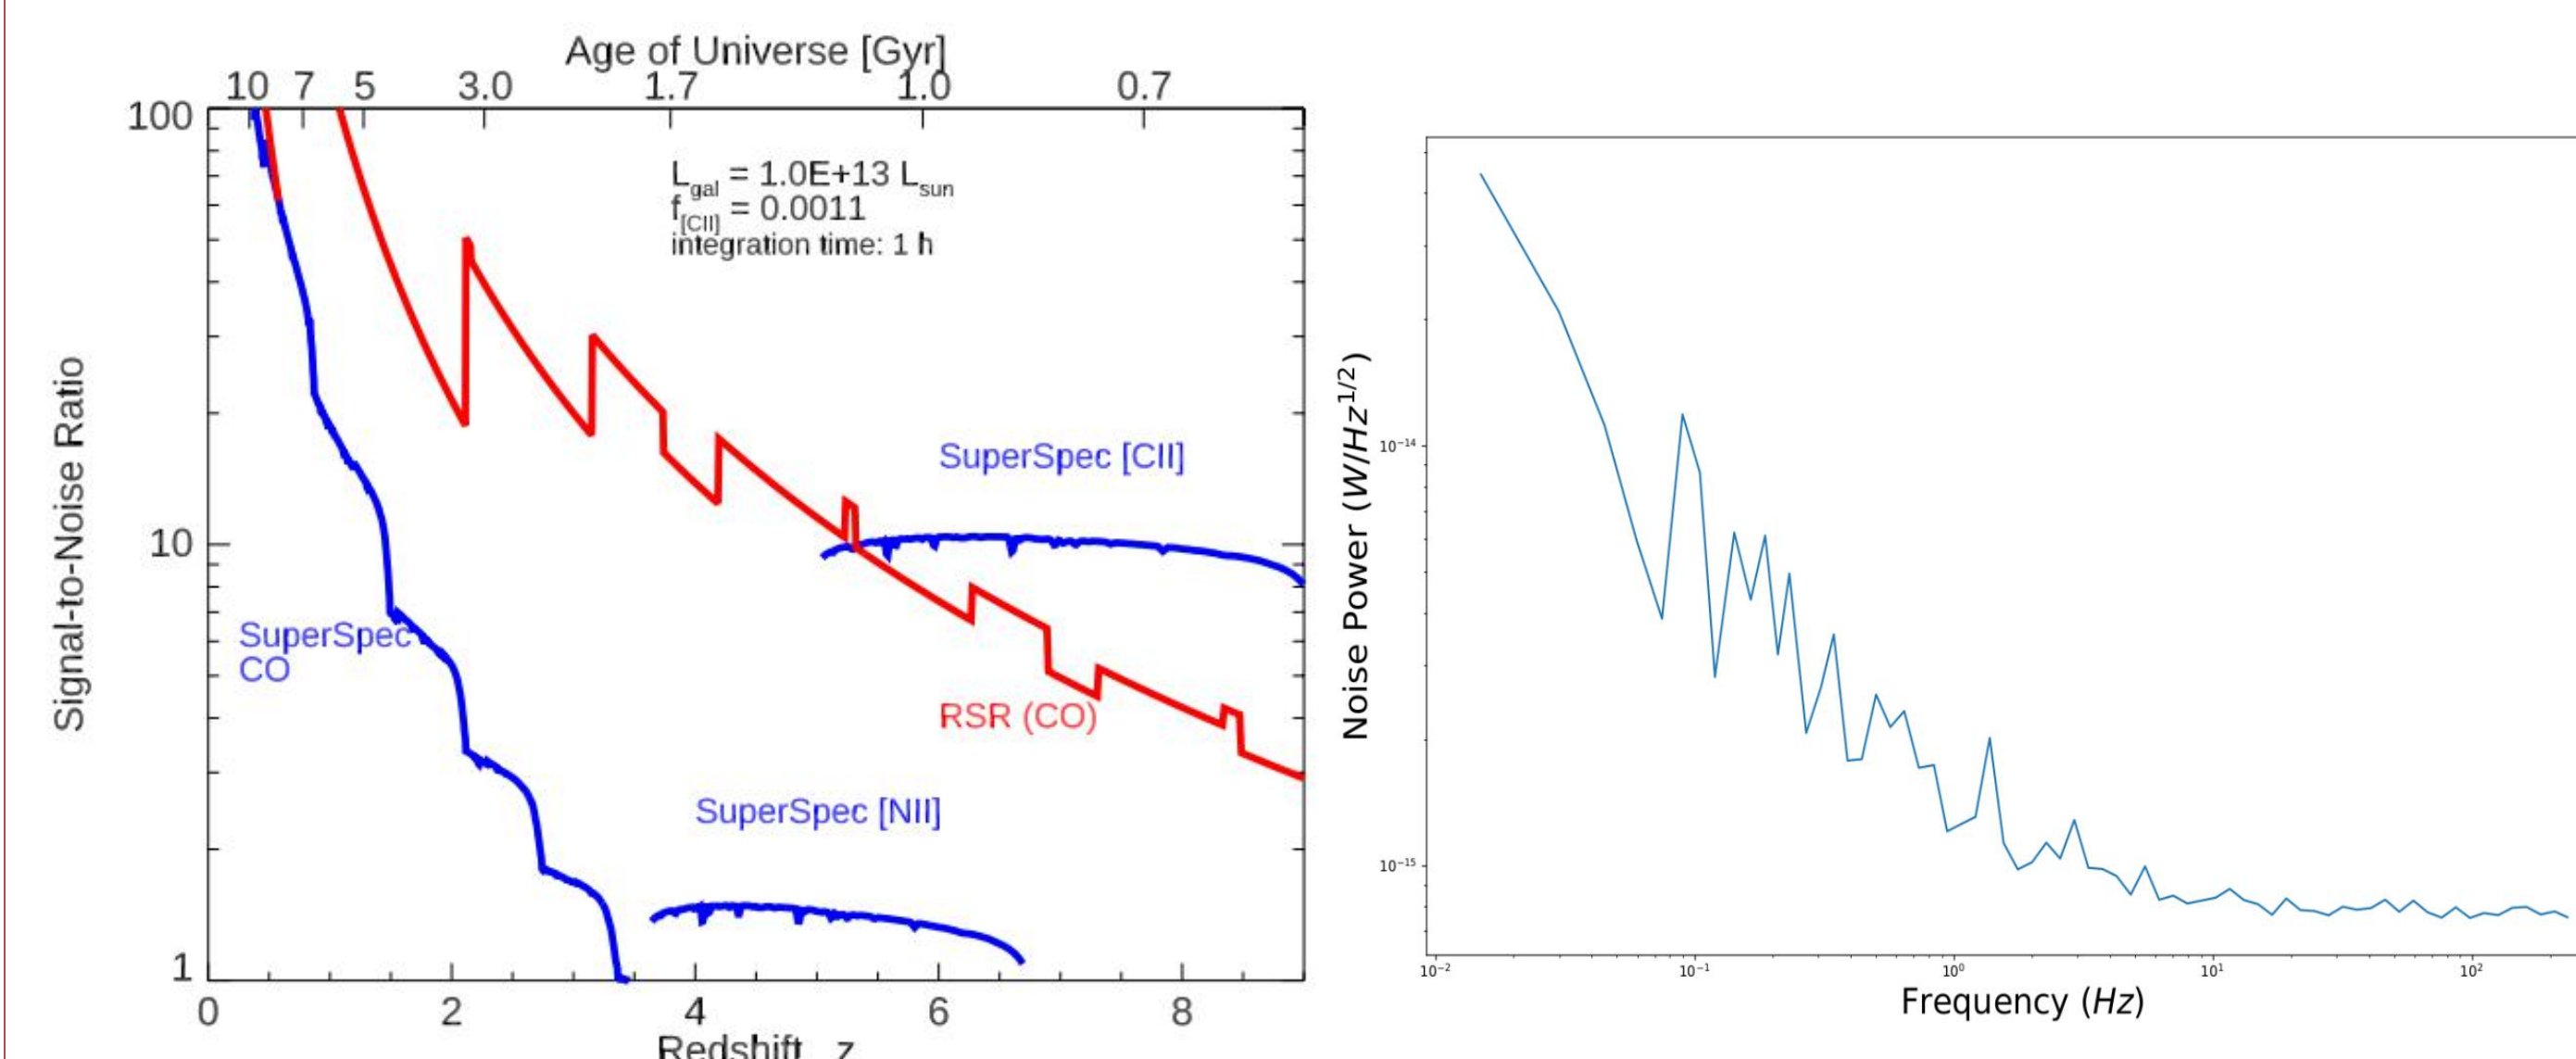 Age of Universe [Gyr]
10 7 5 3.0 1.7 1.0 0.7
100
10
1
Signal-to-Noise Ratio
L_gal = 1.0E+13 L_sun
f_[CII] = 0.0011
integration time: 1 h
SuperSpec [CII]
SuperSpec
CO
RSR (CO)
SuperSpec [NII]
0 2 4 6 8
Redshift z
Noise Power (W/Hz^1/2)
10^-14
10^-15
10^-2 10^-1 10^0 10^1 10^2
Frequency (Hz)